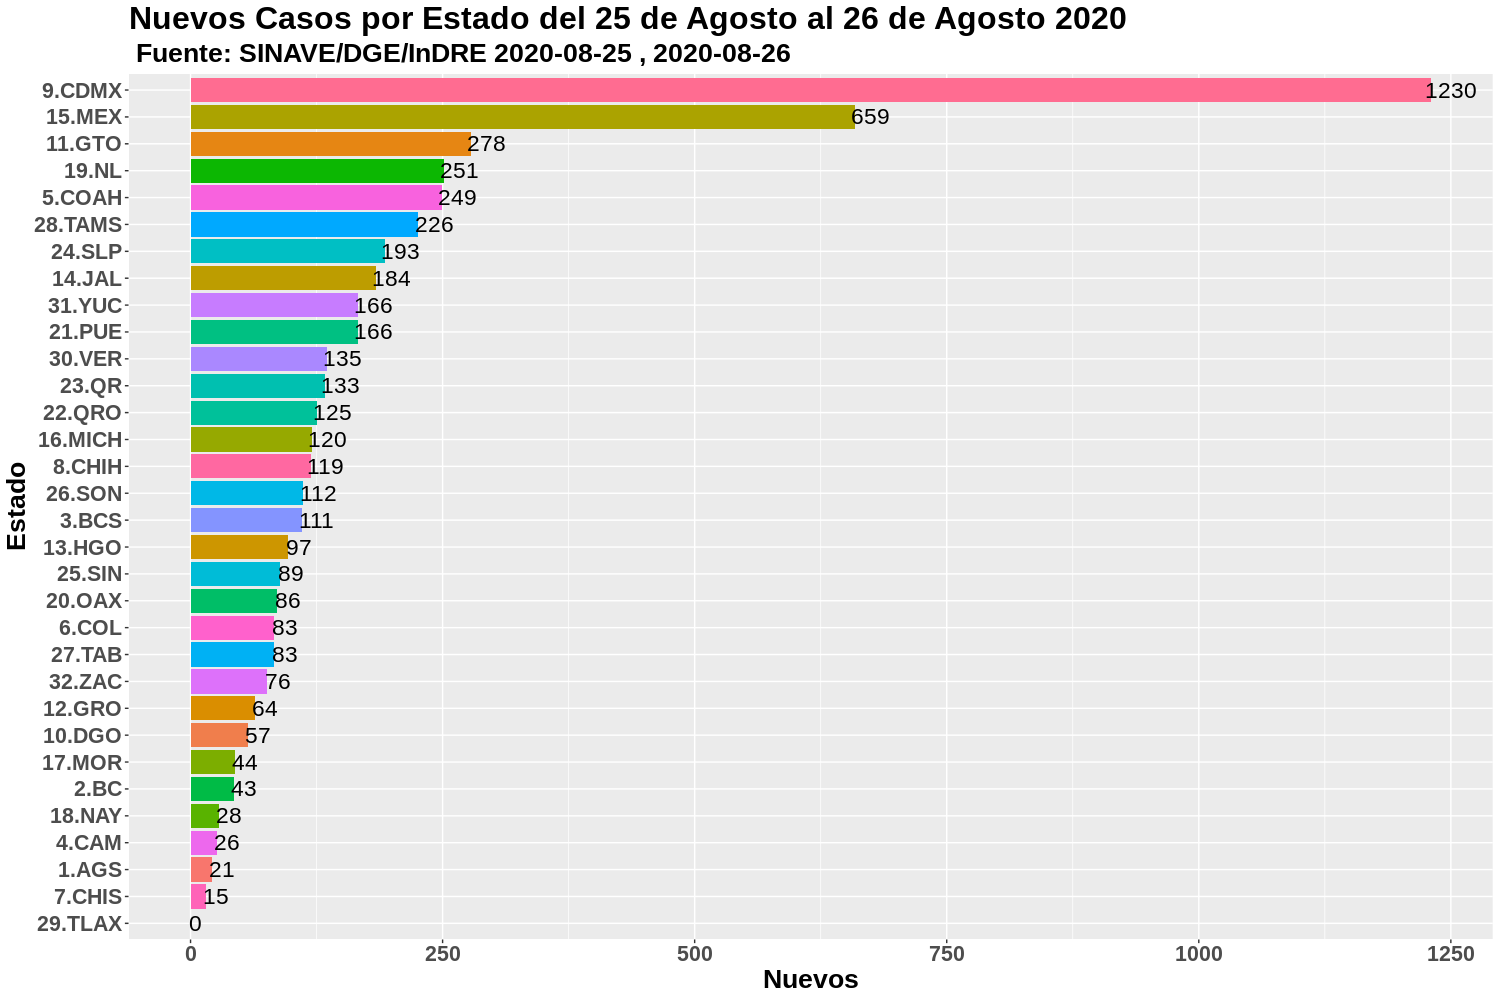 Nuevos Casos por Estado del 25 de Agosto al 26 de Agosto 2020
Fuente: SINAVE/DGE/InDRE 2020-08-25 , 2020-08-26
Estado
9.CDMX 1230
15.MEX 659
11.GTO 278
19.NL 251
5.COAH 249
28.TAMS 226
24.SLP 193
14.JAL 184
31.YUC 166
21.PUE 166
30.VER 135
23.QR 133
22.QRO 125
16.MICH 120
8.CHIH 119
26.SON 112
3.BCS 111
13.HGO 97
25.SIN 89
20.OAX 86
6.COL 83
27.TAB 83
32.ZAC 76
12.GRO 64
10.DGO 57
17.MOR 44
2.BC 43
18.NAY 28
4.CAM 26
1.AGS 21
7.CHIS 15
29.TLAX 0
0 250 500 750 1000 1250
Nuevos